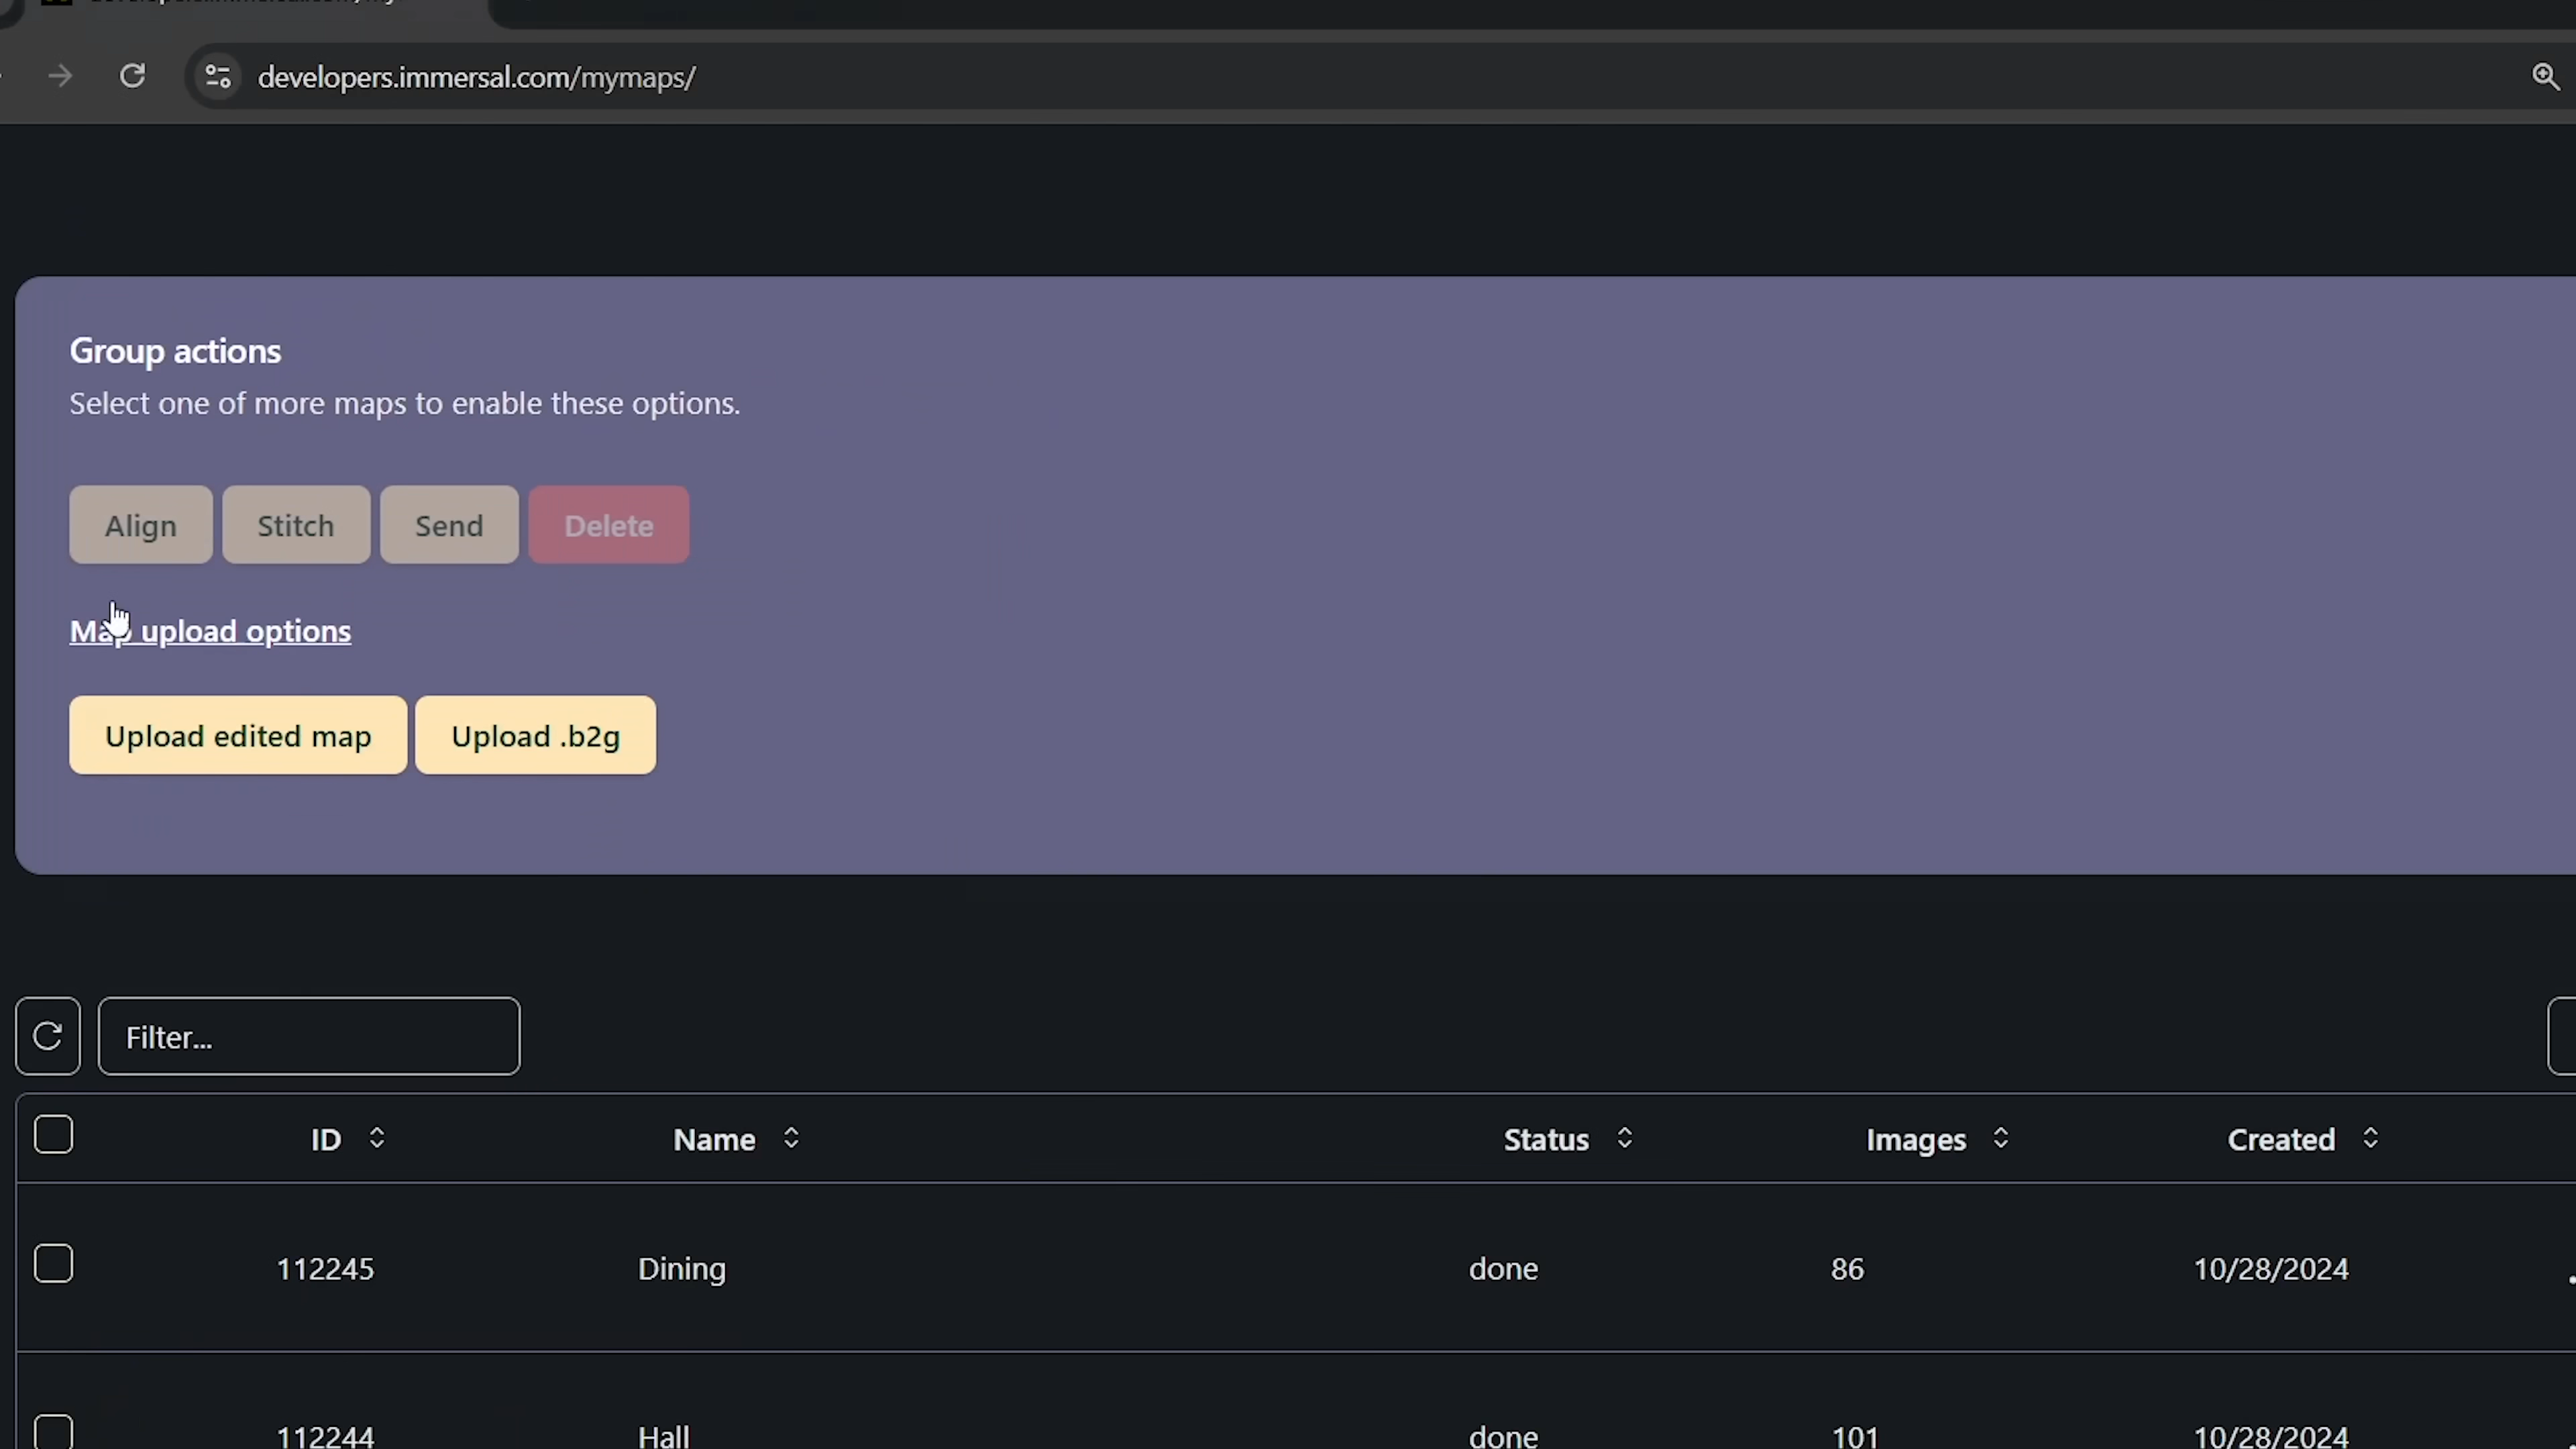 developers.immersal.com/mymaps/
Group actions
Select one of more maps to enable these options.
Align Stitch Send Delete
Map upload options
Upload edited map Upload .b2g
Filter...
ID Name Status Images Created
112245 Dining done 86 10/28/2024
112244 Hall done 101 10/28/2024